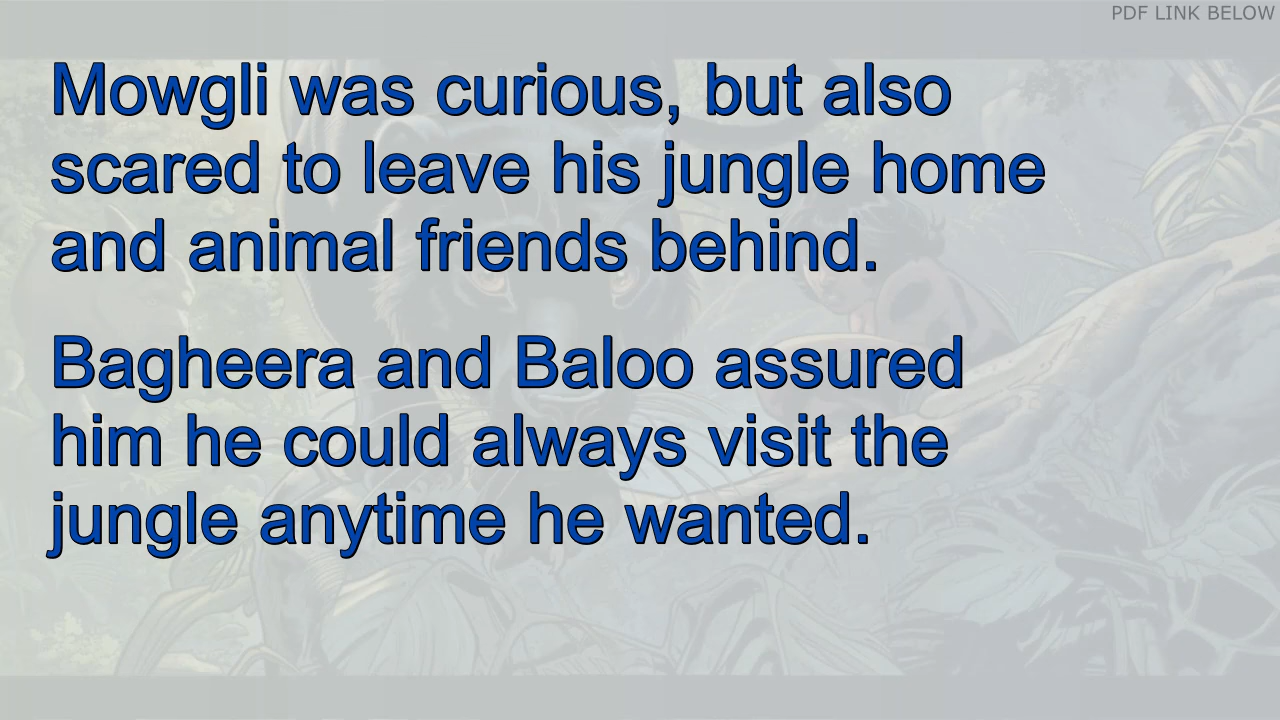 PDF LINK BELOW
Mowgli was curious, but also
scared to leave his jungle home
and animal friends behind.
Bagheera and Baloo assured
him he could always visit the
jungle anytime he wanted.